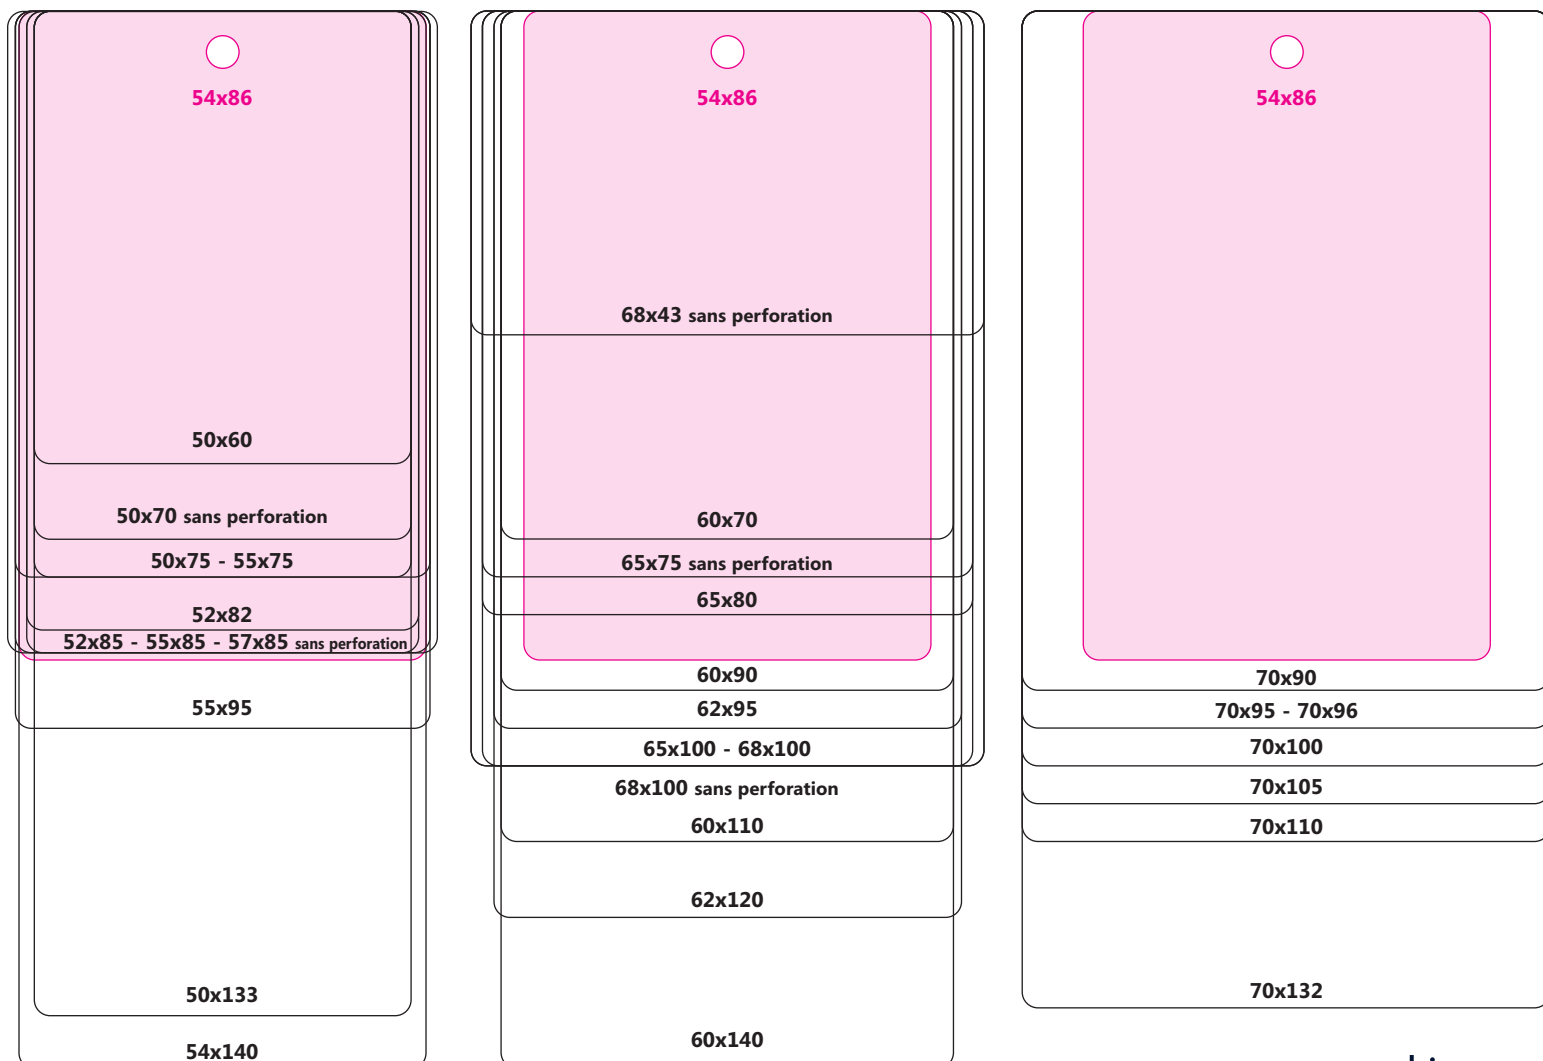 54x86
50x60
50x70 sans perforation
50x75 - 55x75
52x82
52x85 - 55x85 - 57x85 sans perforation
55x95
50x133
54x140
54x86
68x43 sans perforation
60x70
65x75 sans perforation
65x80
60x90
62x95
65x100 - 68x100
68x100 sans perforation
60x110
62x120
60x140
54x86
70x90
70x95 - 70x96
70x100
70x105
70x110
70x132